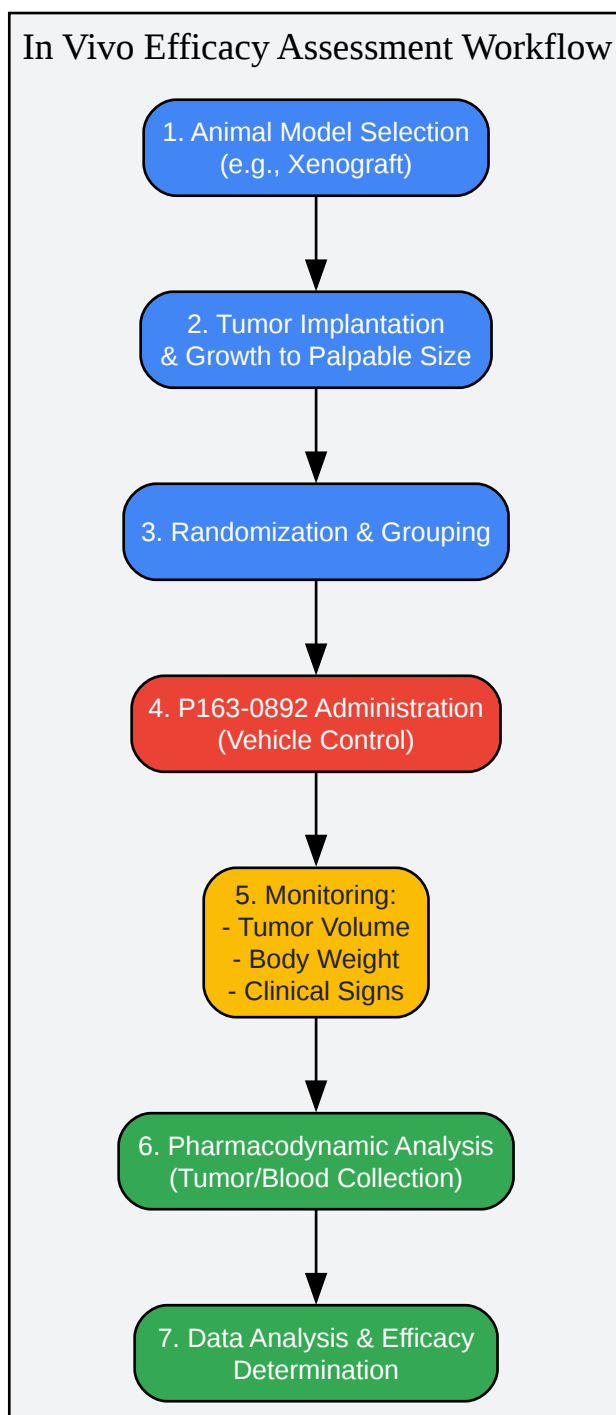 In Vivo Efficacy Assessment Workflow
1. Animal Model Selection
(e.g., Xenograft)
2. Tumor Implantation
& Growth to Palpable Size
3. Randomization & Grouping
4. P163-0892 Administration
(Vehicle Control)
5. Monitoring:
- Tumor Volume
- Body Weight
- Clinical Signs
6. Pharmacodynamic Analysis
(Tumor/Blood Collection)
7. Data Analysis & Efficacy
Determination